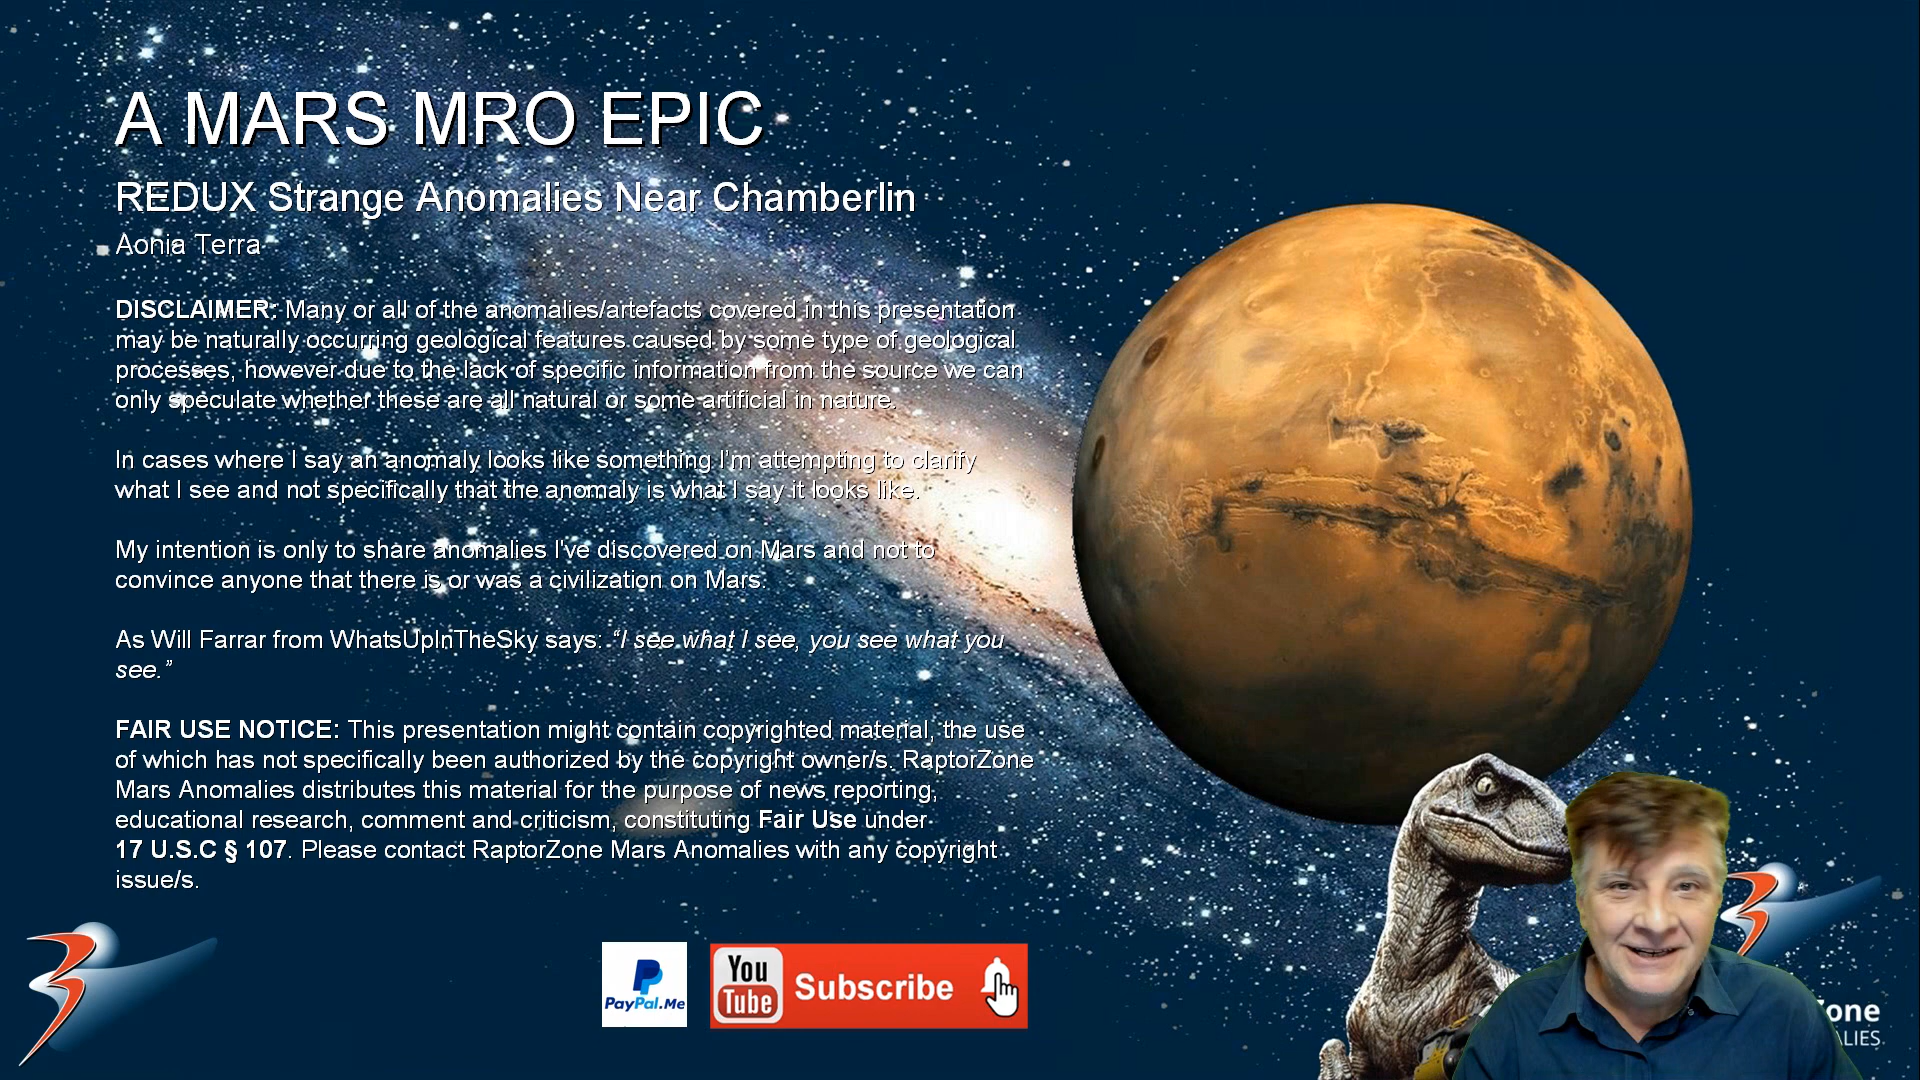 A MARS MRO EPIC
REDUX Strange Anomalies Near Chamberlin
Aonia Terra
DISCLAIMER: Many or all of the anomalies/artefacts covered in this presentation
may be naturally occurring geological features caused by some type of geological
processes, however due to the lack of specific information from the source we can
only speculate whether these are all natural or some artificial in nature.
In cases where I say an anomaly looks like something I'm attempting to clarify
what I see and not specifically that the anomaly is what I say it looks like.
My intention is only to share anomalies I've discovered on Mars and not to
convince anyone that there is or was a civilization on Mars.
As Will Farrar from WhatsUpInTheSky says: “I see what I see, you see what you
see.”
FAIR USE NOTICE: This presentation might contain copyrighted material, the use
of which has not specifically been authorized by the copyright owner/s. RaptorZone
Mars Anomalies distributes this material for the purpose of news reporting,
educational research, comment and criticism, constituting Fair Use under
17 U.S.C § 107. Please contact RaptorZone Mars Anomalies with any copyright
issue/s.
PayPal.Me
You Tube Subscribe